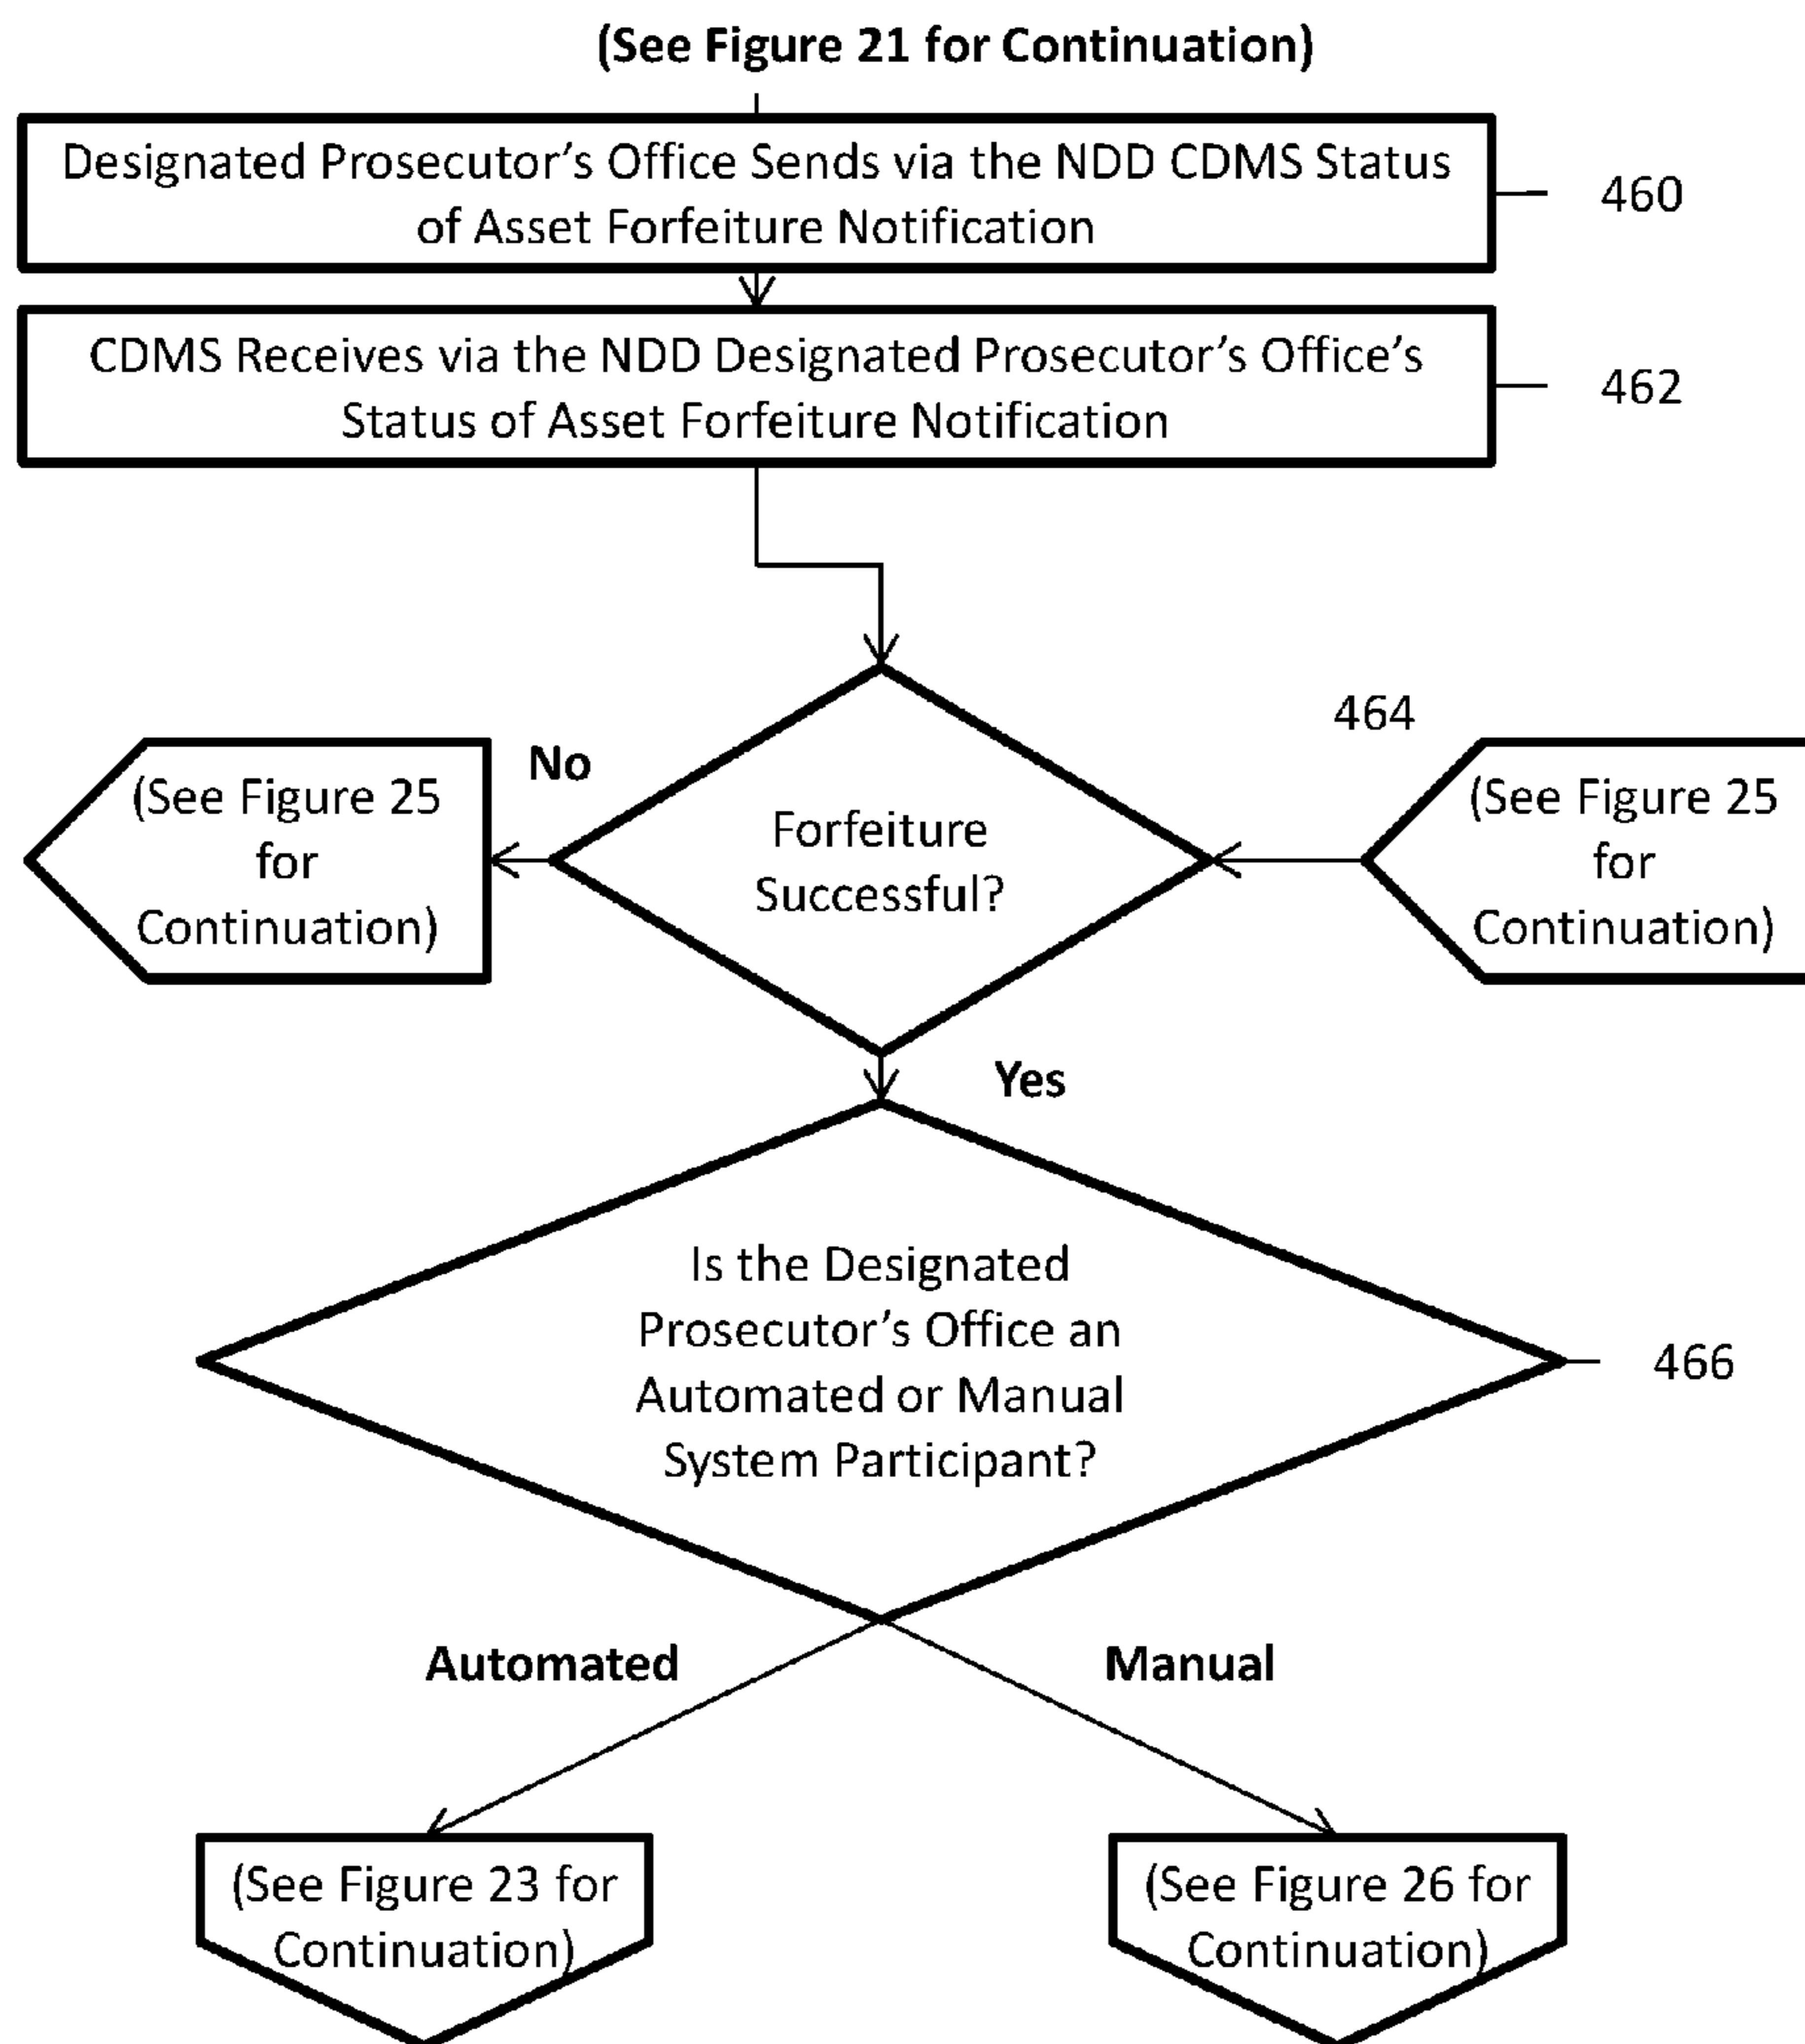 (See Figure 21 for Continuation)
Designated Prosecutor's Office Sends via the NDD CDMS Status
of Asset Forfeiture Notification
460
CDMS Receives via the NDD Designated Prosecutor's Office's
Status of Asset Forfeiture Notification
462
464
No
(See Figure 25
for
Continuation)
Forfeiture
Successful?
(See Figure 25
for
Continuation)
Yes
Is the Designated
Prosecutor's Office an
Automated or Manual
System Participant?
466
Automated
Manual
(See Figure 23 for
Continuation)
(See Figure 26 for
Continuation)